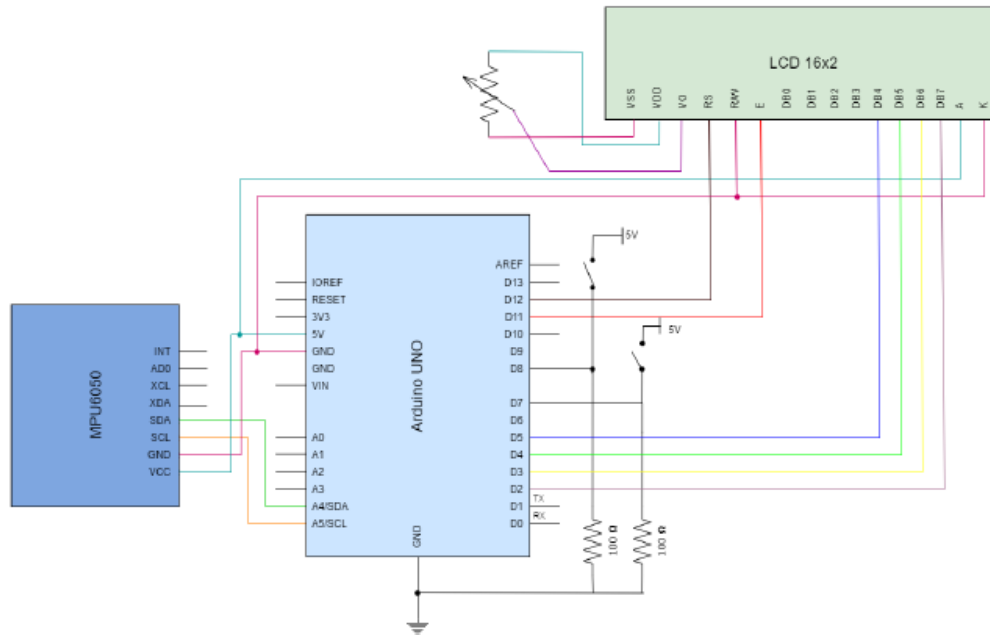 LCD 16x2
VSS
VDD
VO
RS
RW
E
DB0
DB1
DB2
DB3
DB4
DB5
DB6
DB7
A
K
5V
5V
Arduino UNO
IOREF
RESET
3V3
5V
GND
GND
VIN
A0
A1
A2
A3
A4/SDA
A5/SCL
AREF
D13
D12
D11
D10
D9
D8
D7
D6
D5
D4
D3
D2
D1
D0
TX
RX
GND
MPU6050
INT
AD0
XCL
XDA
SDA
SCL
GND
VCC
100 Ω
100 Ω